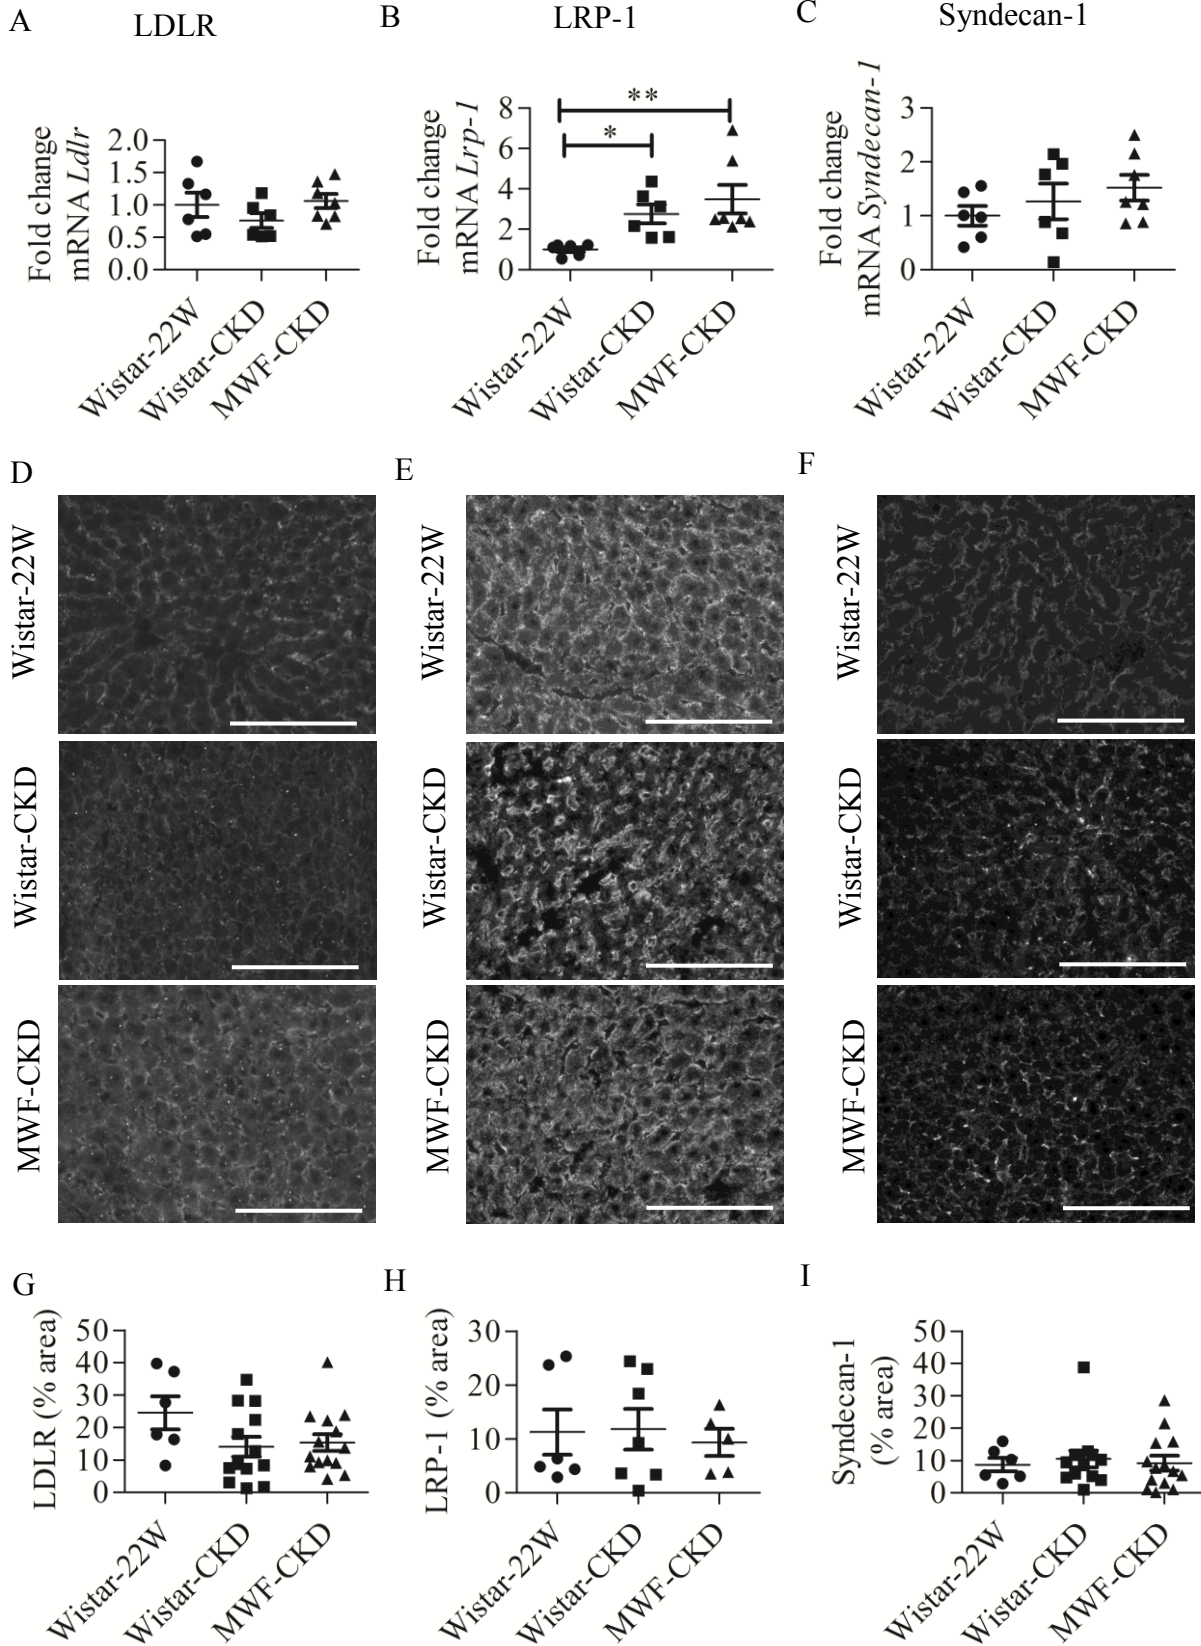 A
LDLR
B
LRP-1
C
Syndecan-1
Fold change
mRNA Ldlr
2.0
1.5
1.0
0.5
0.0
Wistar-22W
Wistar-CKD
MWF-CKD
Fold change
mRNA Lrp-1
8
6
4
2
0
**
*
Wistar-22W
Wistar-CKD
MWF-CKD
Fold change
mRNA Syndecan-1
3
2
1
0
Wistar-22W
Wistar-CKD
MWF-CKD
D
E
F
Wistar-22W
Wistar-22W
Wistar-22W
Wistar-CKD
Wistar-CKD
Wistar-CKD
MWF-CKD
MWF-CKD
MWF-CKD
G
LDLR (% area)
50
40
30
20
10
0
Wistar-22W
Wistar-CKD
MWF-CKD
H
LRP-1 (% area)
30
20
10
0
Wistar-22W
Wistar-CKD
MWF-CKD
I
Syndecan-1
(% area)
50
40
30
20
10
0
Wistar-22W
Wistar-CKD
MWF-CKD